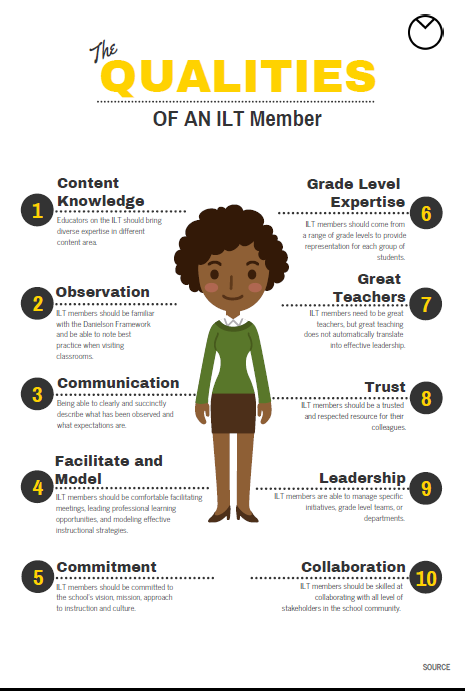 The
QUALITIES
OF AN ILT Member
1
Content
Knowledge
Educators on the ILT should bring
diverse expertise in different
content area.
2
Observation
ILT members should be familiar
with the Danielson Framework
and be able to note best
practice when visiting
classrooms.
3
Communication
Being able to clearly and succinctly
describe what has been observed and
what expectations are.
4
Facilitate and
Model
ILT members should be comfortable facilitating
meetings, leading professional learning
opportunities, and modeling effective
instructional strategies.
5
Commitment
ILT members should be committed to
the school's vision, mission, approach
to instruction and culture.
6
Grade Level
Expertise
ILT members should come from
a range of grade levels to provide
representation for each group of
students.
7
Great
Teachers
ILT members need to be great
teachers, but great teaching
does not automatically translate
into effective leadership.
8
Trust
ILT members should be a trusted
and respected resource for their
colleagues.
9
Leadership
ILT members are able to manage specific
initiatives, grade level teams, or
departments.
10
Collaboration
ILT members should be skilled at
collaborating with all level of
stakeholders in the school community.
SOURCE